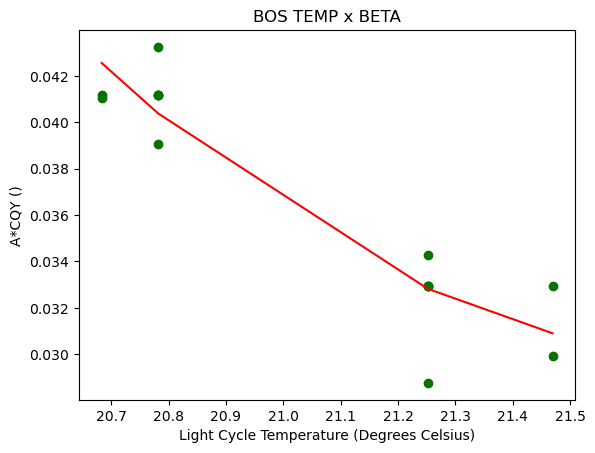 BOS TEMP x BETA
0.042
0.040
0.038
0.036
0.034
0.032
0.030
A*CQY ()
20.7 20.8 20.9 21.0 21.1 21.2 21.3 21.4 21.5
Light Cycle Temperature (Degrees Celsius)